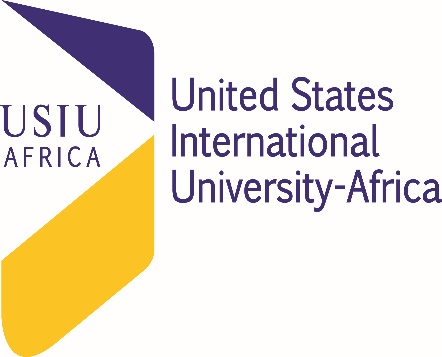 USIU
AFRICA
United States
International
University-Africa